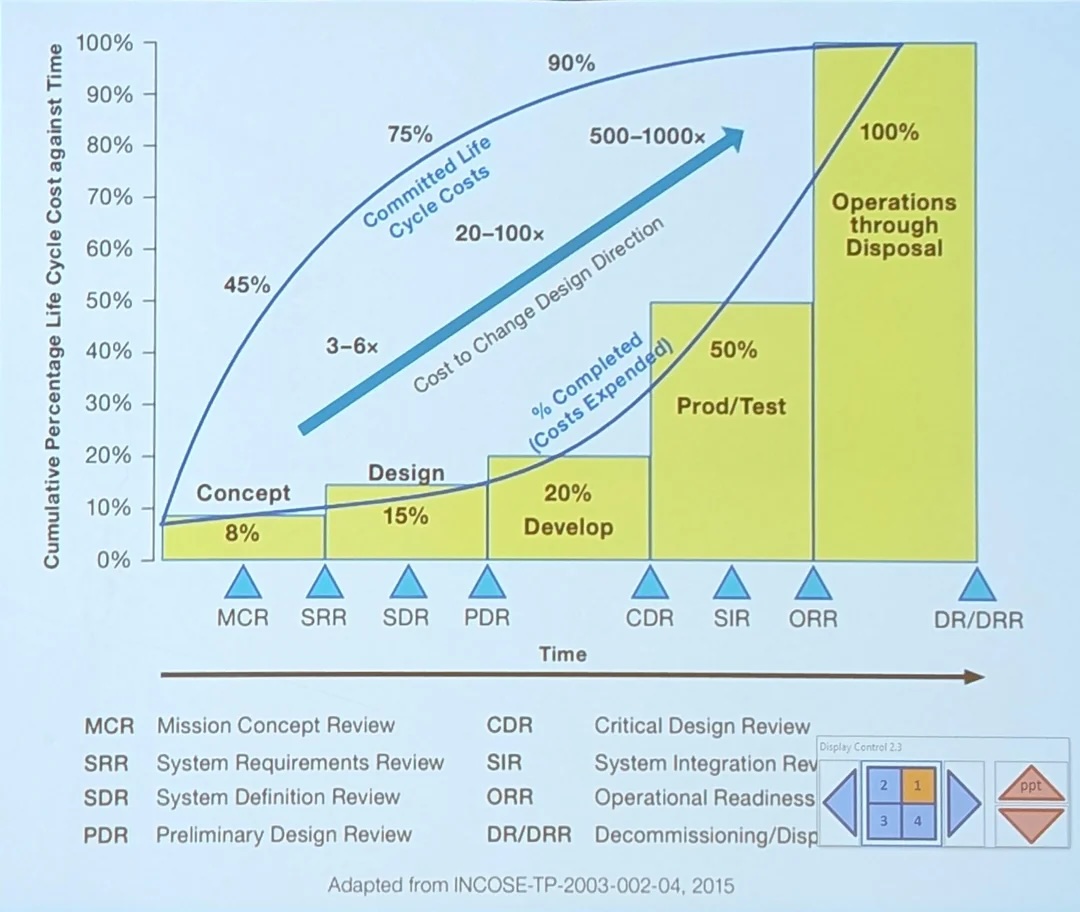 Cumulative Percentage Life Cycle Cost against Time
100%
90%
80%
70%
60%
50%
40%
30%
20%
10%
0%
90%
75%
500–1000x
100%
Committed Life
Cycle Costs
Operations
through
Disposal
20–100x
45%
Cost to Change Design Direction
3–6x
% Completed
(Costs Expended)
50%
Prod/Test
Concept
8%
Design
15%
20%
Develop
MCR SRR SDR PDR CDR SIR ORR DR/DRR
Time
MCR Mission Concept Review CDR Critical Design Review
SRR System Requirements Review SIR System Integration Rev
SDR System Definition Review ORR Operational Readiness
PDR Preliminary Design Review DR/DRR Decommissioning/Disp
Display Control 2.3
2 1
3 4
ppt
Adapted from INCOSE-TP-2003-002-04, 2015